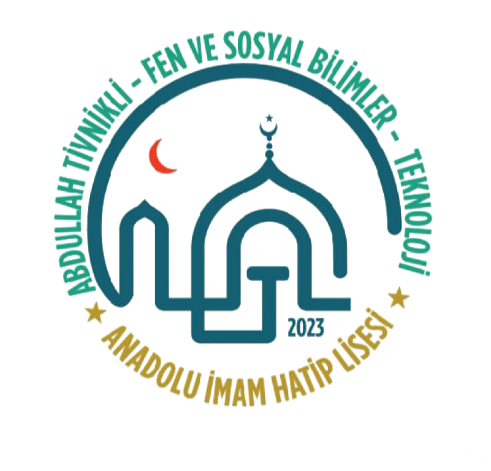 ABDULLAH TİVNİKLİ - FEN VE SOSYAL BİLİMLER - TEKNOLOJİ
2023
ANADOLU İMAM HATİP LİSESİ